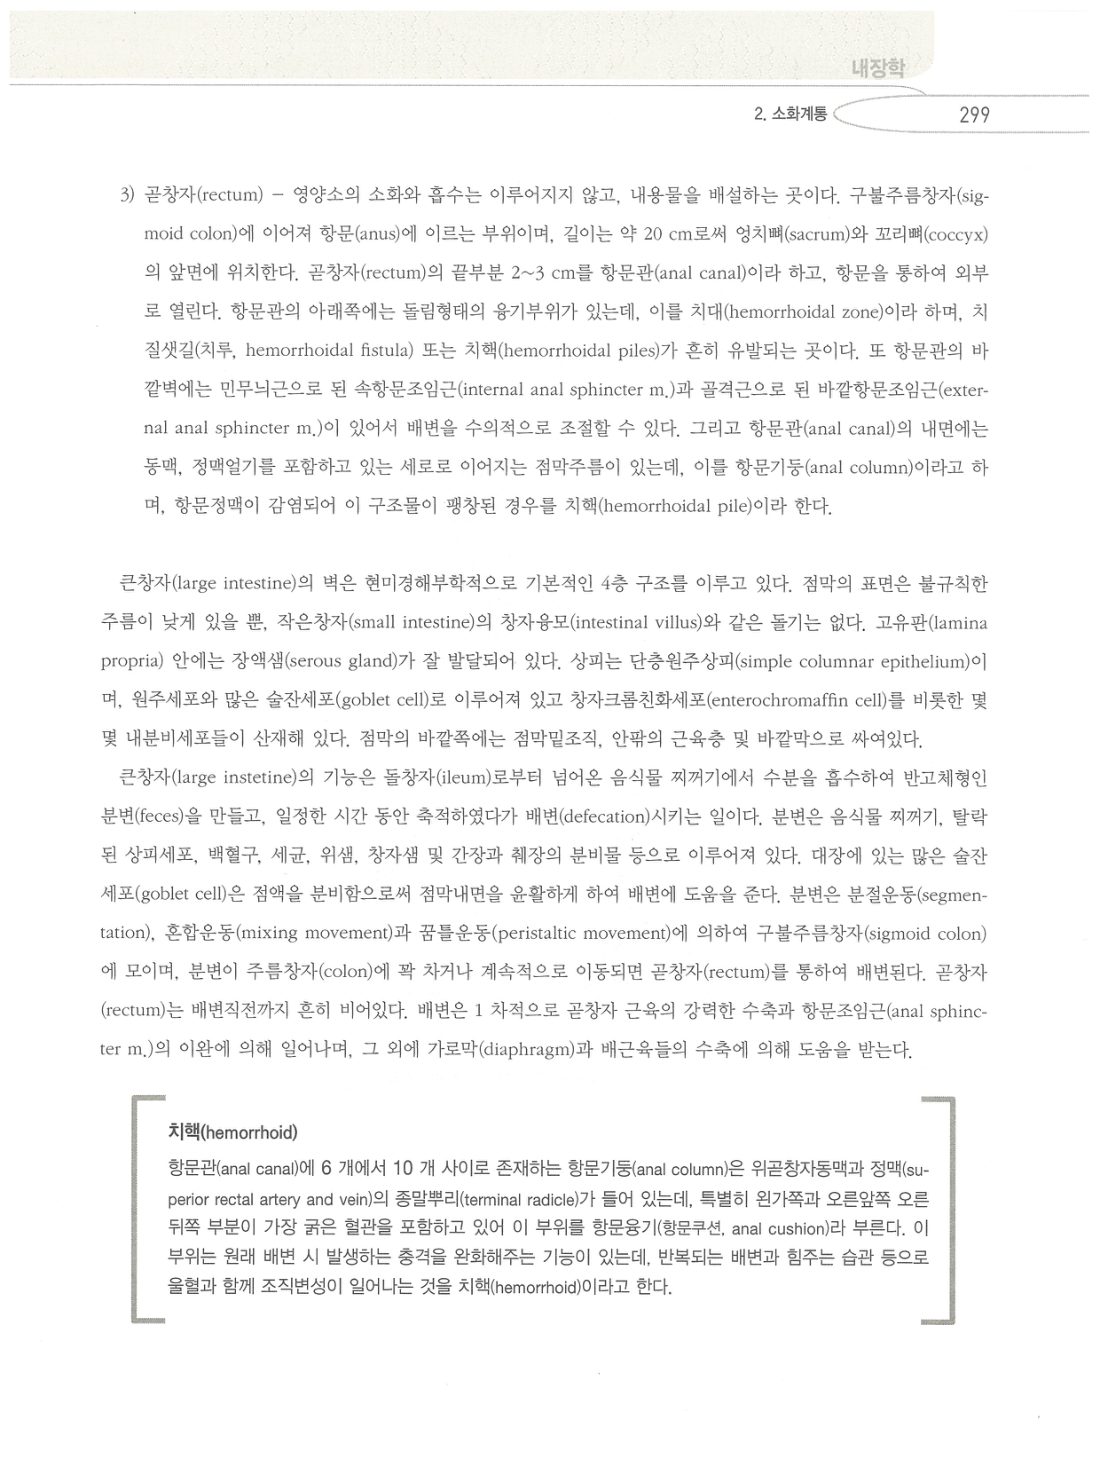 내장학
2. 소화계통
299
3) 곧창자(rectum) – 영양소의 소화와 흡수는 이루어지지 않고, 내용물을 배설하는 곳이다. 구불주름창자(sig-
moid colon)에 이어져 항문(anus)에 이르는 부위이며, 길이는 약 20 cm로써 엉치뼈(sacrum)와 꼬리뼈(coccyx)
의 앞면에 위치한다. 곧창자(rectum)의 끝부분 2~3 cm를 항문관(anal canal)이라 하고, 항문을 통하여 외부
로 열린다. 항문관의 아래쪽에는 돌림형태의 융기부위가 있는데, 이를 치대(hemorrhoidal zone)이라 하며, 치
질샛길(치루, hemorrhoidal fistula) 또는 치핵(hemorrhoidal piles)가 흔히 유발되는 곳이다. 또 항문관의 바
깥벽에는 민무늬근으로 된 속항문조임근(internal anal sphincter m.)과 골격근으로 된 바깥항문조임근(exter-
nal anal sphincter m.)이 있어서 배변을 수의적으로 조절할 수 있다. 그리고 항문관(anal canal)의 내면에는
동맥, 정맥얼기를 포함하고 있는 세로로 이어지는 점막주름이 있는데, 이를 항문기둥(anal column)이라고 하
며, 항문정맥이 감염되어 이 구조물이 팽창된 경우를 치핵(hemorrhoidal pile)이라 한다.
큰창자(large intestine)의 벽은 현미경해부학적으로 기본적인 4층 구조를 이루고 있다. 점막의 표면은 불규칙한
주름이 낮게 있을 뿐, 작은창자(small intestine)의 창자융모(intestinal villus)와 같은 돌기는 없다. 고유판(lamina
propria) 안에는 장액샘(serous gland)가 잘 발달되어 있다. 상피는 단층원주상피(simple columnar epithelium)이
며, 원주세포와 많은 술잔세포(goblet cell)로 이루어져 있고 창자크롬친화세포(enterochromaffin cell)를 비롯한 몇
몇 내분비세포들이 산재해 있다. 점막의 바깥쪽에는 점막밑조직, 안팎의 근육층 및 바깥막으로 싸여있다.
큰창자(large instetine)의 기능은 돌창자(ileum)로부터 넘어온 음식물 찌꺼기에서 수분을 흡수하여 반고체형인
분변(feces)을 만들고, 일정한 시간 동안 축적하였다가 배변(defecation)시키는 일이다. 분변은 음식물 찌꺼기, 탈락
된 상피세포, 백혈구, 세균, 위샘, 창자샘 및 간장과 췌장의 분비물 등으로 이루어져 있다. 대장에 있는 많은 술잔
세포(goblet cell)은 점액을 분비함으로써 점막내면을 윤활하게 하여 배변에 도움을 준다. 분변은 분절운동(segmen-
tation), 혼합운동(mixing movement)과 꿈틀운동(peristaltic movement)에 의하여 구불주름창자(sigmoid colon)
에 모이며, 분변이 주름창자(colon)에 꽉 차거나 계속적으로 이동되면 곧창자(rectum)를 통하여 배변된다. 곧창자
(rectum)는 배변직전까지 흔히 비어있다. 배변은 1 차적으로 곧창자 근육의 강력한 수축과 항문조임근(anal sphinc-
ter m.)의 이완에 의해 일어나며, 그 외에 가로막(diaphragm)과 배근육들의 수축에 의해 도움을 받는다.
치핵(hemorrhoid)
항문관(anal canal)에 6 개에서 10 개 사이로 존재하는 항문기둥(anal column)은 위곧창자동맥과 정맥(su-
perior rectal artery and vein)의 종말뿌리(terminal radicle)가 들어 있는데, 특별히 왼가쪽과 오른앞쪽 오른
뒤쪽 부분이 가장 굵은 혈관을 포함하고 있어 이 부위를 항문융기(항문쿠션, anal cushion)라 부른다. 이
부위는 원래 배변 시 발생하는 충격을 완화해주는 기능이 있는데, 반복되는 배변과 힘주는 습관 등으로
울혈과 함께 조직변성이 일어나는 것을 치핵(hemorrhoid)이라고 한다.